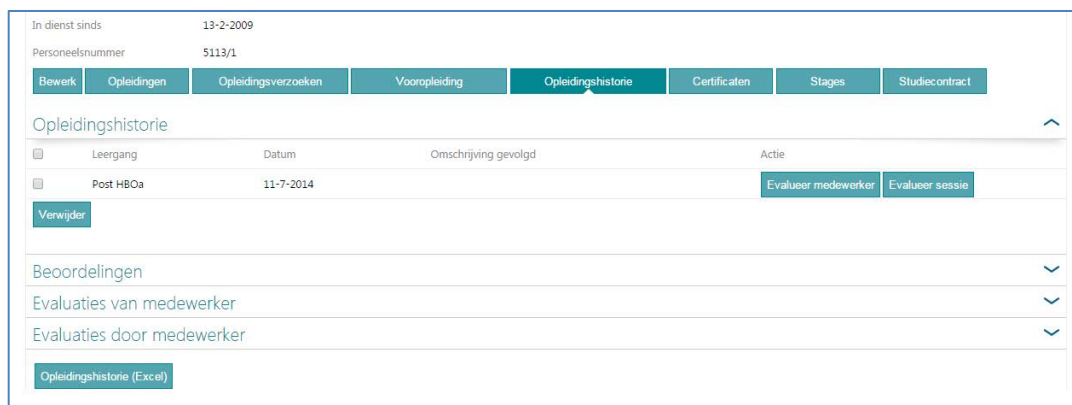 In dienst sinds 13-2-2009
Personeelsnummer 5113/1
Bewerk Opleidingen Opleidingsverzoeken Vooropleiding Opleidingshistorie Certificaten Stages Studiecontract
Opleidingshistorie
Leergang Datum Omschrijving gevolgd Actie
Post HBOa 11-7-2014 Evalueer medewerker Evalueer sessie
Verwijder
Beoordelingen
Evaluaties van medewerker
Evaluaties door medewerker
Opleidingshistorie (Excel)